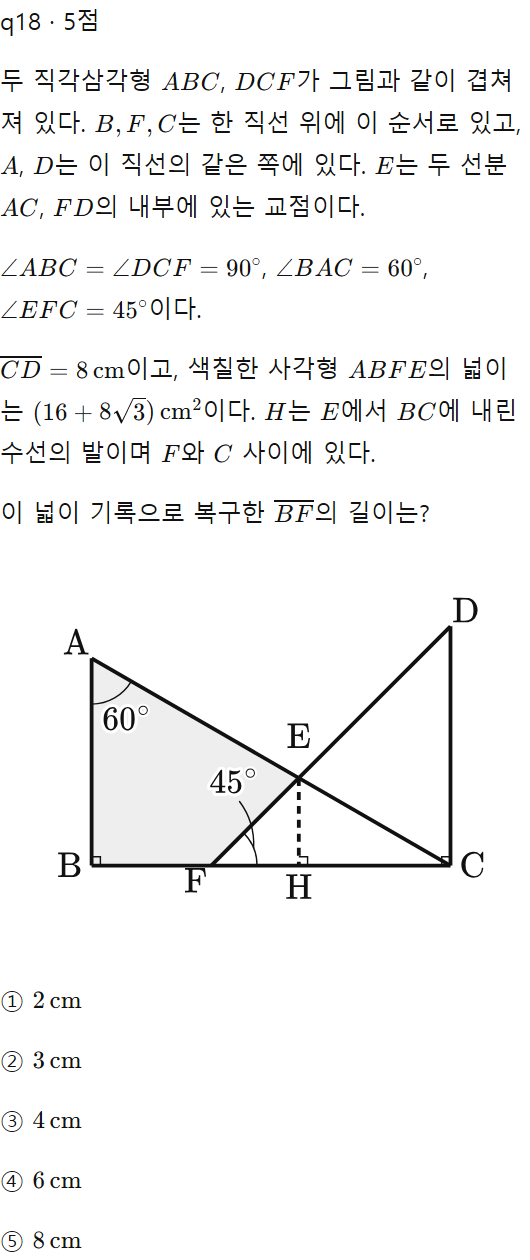 q18 · 5점
두 직각삼각형 ABC, DCF가 그림과 같이 겹쳐
져 있다. B, F, C는 한 직선 위에 이 순서로 있고,
A, D는 이 직선의 같은 쪽에 있다. E는 두 선분
AC, FD의 내부에 있는 교점이다.
∠ABC = ∠DCF = 90°, ∠BAC = 60°,
∠EFC = 45°이다.
C̅D̅ = 8 cm이고, 색칠한 사각형 ABFE의 넓이
는 (16 + 8√3) cm²이다. H는 E에서 BC에 내린
수선의 발이며 F와 C 사이에 있다.
이 넓이 기록으로 복구한 B̅F̅의 길이는?
D
A
60°
E
45°
B
F
H
C
① 2 cm
② 3 cm
③ 4 cm
④ 6 cm
⑤ 8 cm